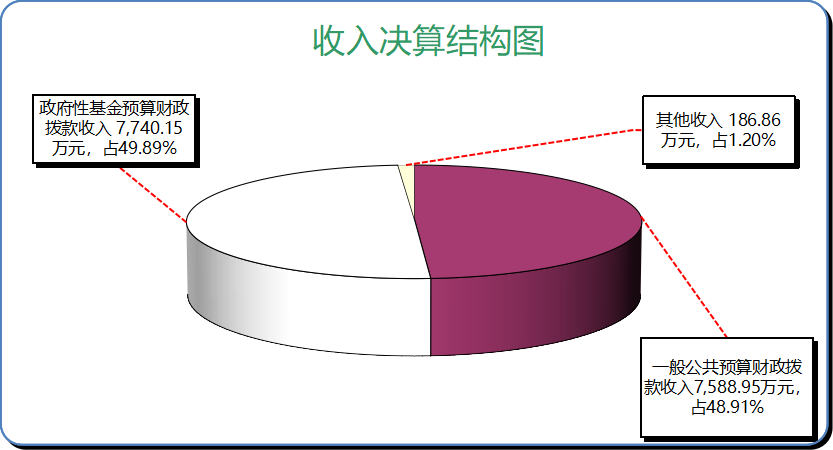 收入决算结构图
政府性基金预算财政
拨款收入 7,740.15
万元，占49.89%
其他收入 186.86
万元，占1.20%
一般公共预算财政拨
款收入7,588.95万元，
占48.91%